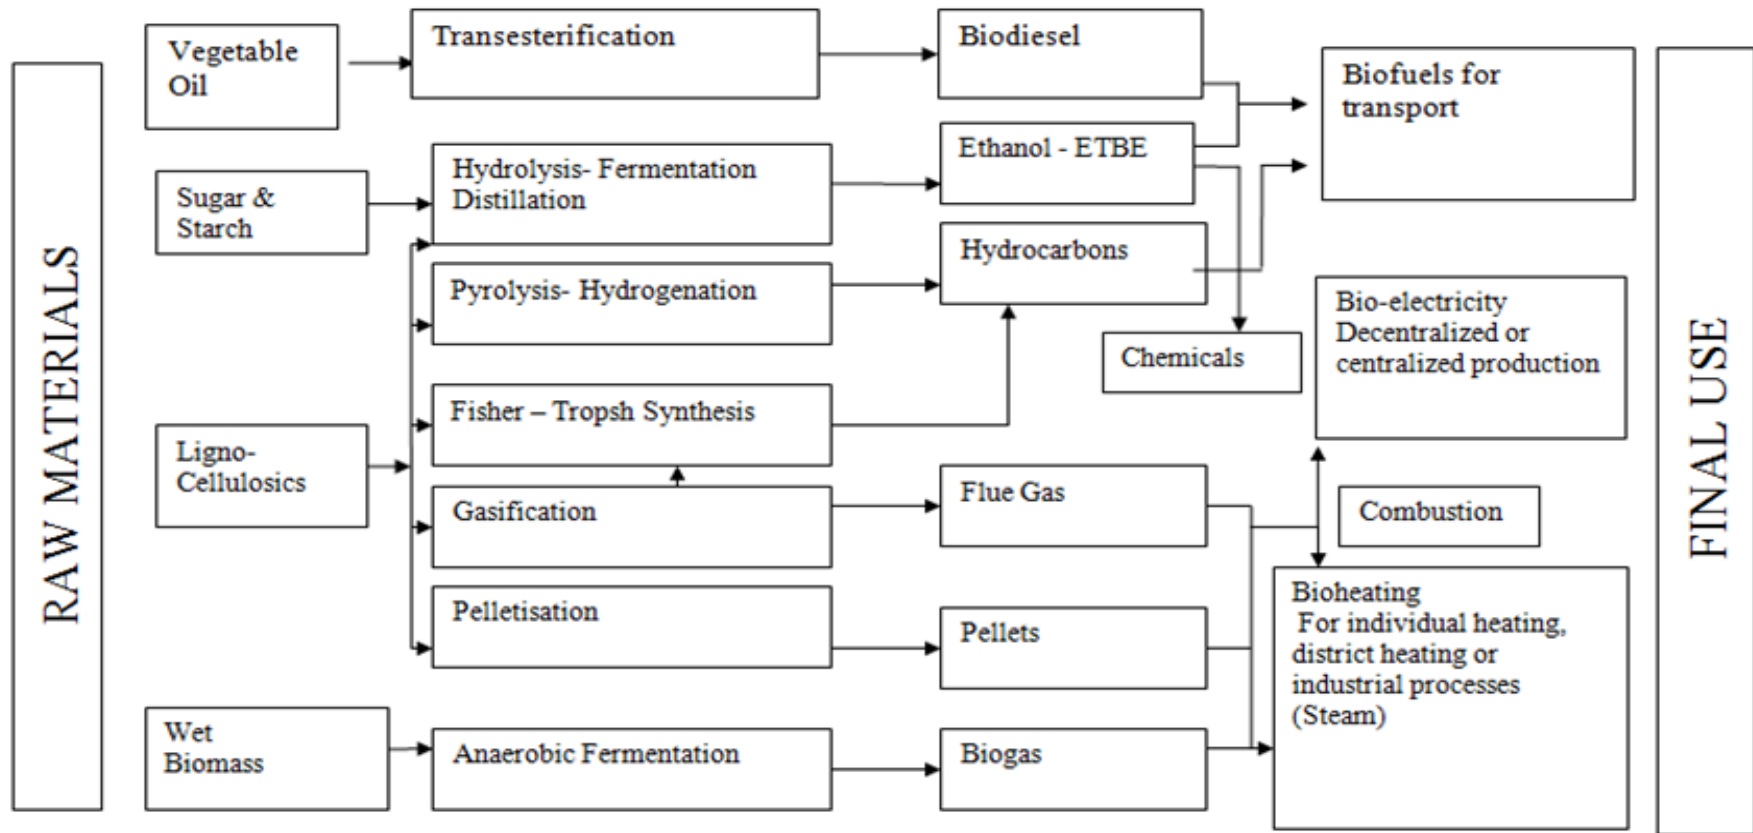 RAW MATERIALS
Vegetable
Oil
Transesterification
Biodiesel
Biofuels for
transport
Sugar &
Starch
Hydrolysis- Fermentation
Distillation
Ethanol - ETBE
Pyrolysis- Hydrogenation
Hydrocarbons
Chemicals
Bio-electricity
Decentralized or
centralized production
Ligno-
Cellulosics
Fisher – Tropsh Synthesis
Gasification
Flue Gas
Combustion
Pelletisation
Pellets
Bioheating
For individual heating,
district heating or
industrial processes
(Steam)
Wet
Biomass
Anaerobic Fermentation
Biogas
FINAL USE